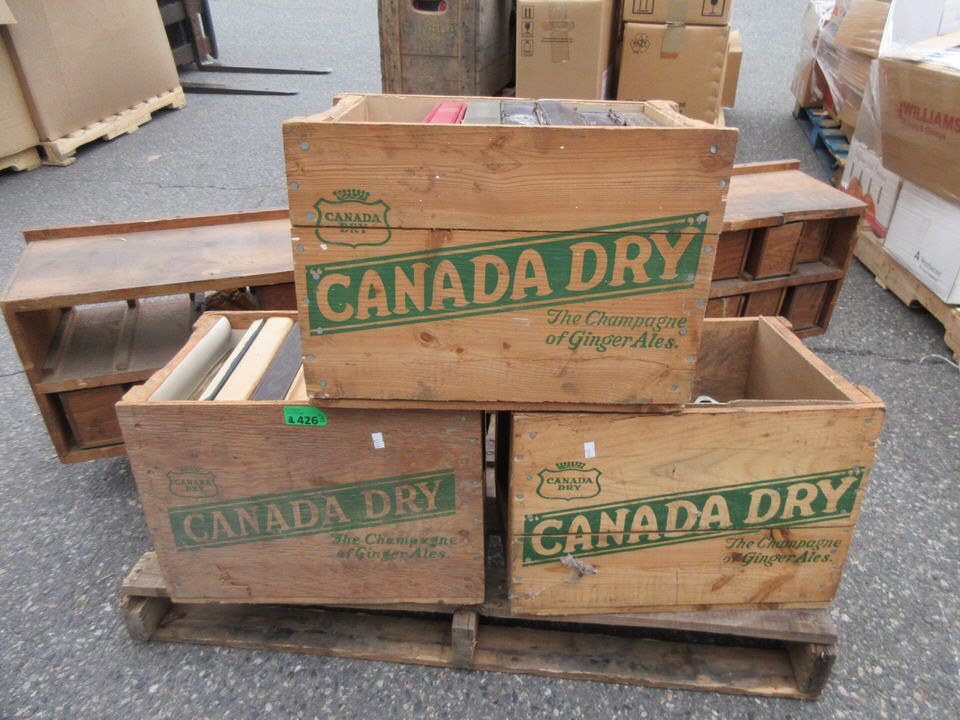 CANADA
DRY
"CANADA DRY"
The Champagne
of Ginger Ales.
426
CANADA
DRY
"CANADA DRY"
The Champagne
of Ginger Ales
CANADA
DRY
"CANADA DRY"
The Champagne
of Ginger Ales.
WILLIAMS